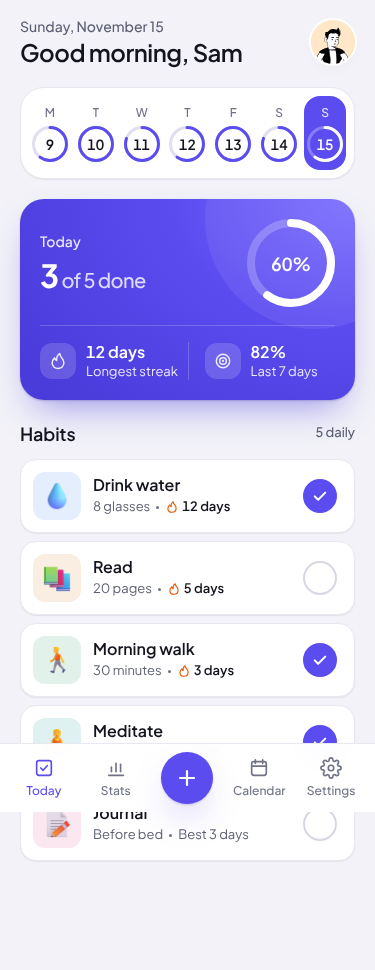 Sunday, November 15
Good morning, Sam
M T W T F S S
9 10 11 12 13 14 15
Today
3 of 5 done
60%
12 days
Longest streak
82%
Last 7 days
Habits
5 daily
Drink water
8 glasses • 12 days
Read
20 pages • 5 days
Morning walk
30 minutes • 3 days
Meditate
Today
Stats
Calendar
Settings
Journal
Before bed • Best 3 days